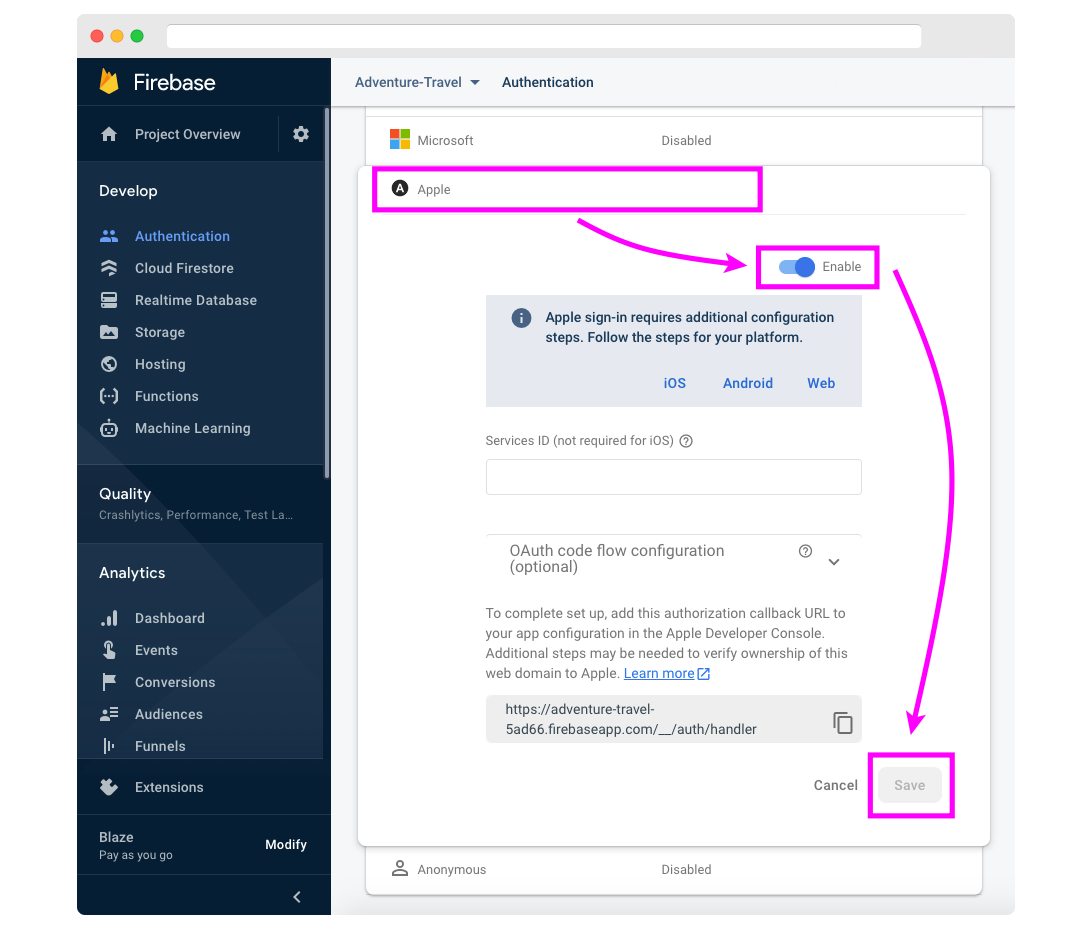 Firebase
Adventure-Travel
Authentication
Project Overview
Develop
Authentication
Cloud Firestore
Realtime Database
Storage
Hosting
Functions
Machine Learning
Quality
Crashlytics, Performance, Test La...
Analytics
Dashboard
Events
Conversions
Audiences
Funnels
Extensions
Blaze
Pay as you go
Modify
Microsoft
Disabled
A
Apple
Enable
Apple sign-in requires additional configuration
steps. Follow the steps for your platform.
iOS
Android
Web
Services ID (not required for iOS)
OAuth code flow configuration
(optional)
To complete set up, add this authorization callback URL to
your app configuration in the Apple Developer Console.
Additional steps may be needed to verify ownership of this
web domain to Apple. Learn more
https://adventure-travel-
5ad66.firebaseapp.com/__/auth/handler
Cancel
Save
Anonymous
Disabled